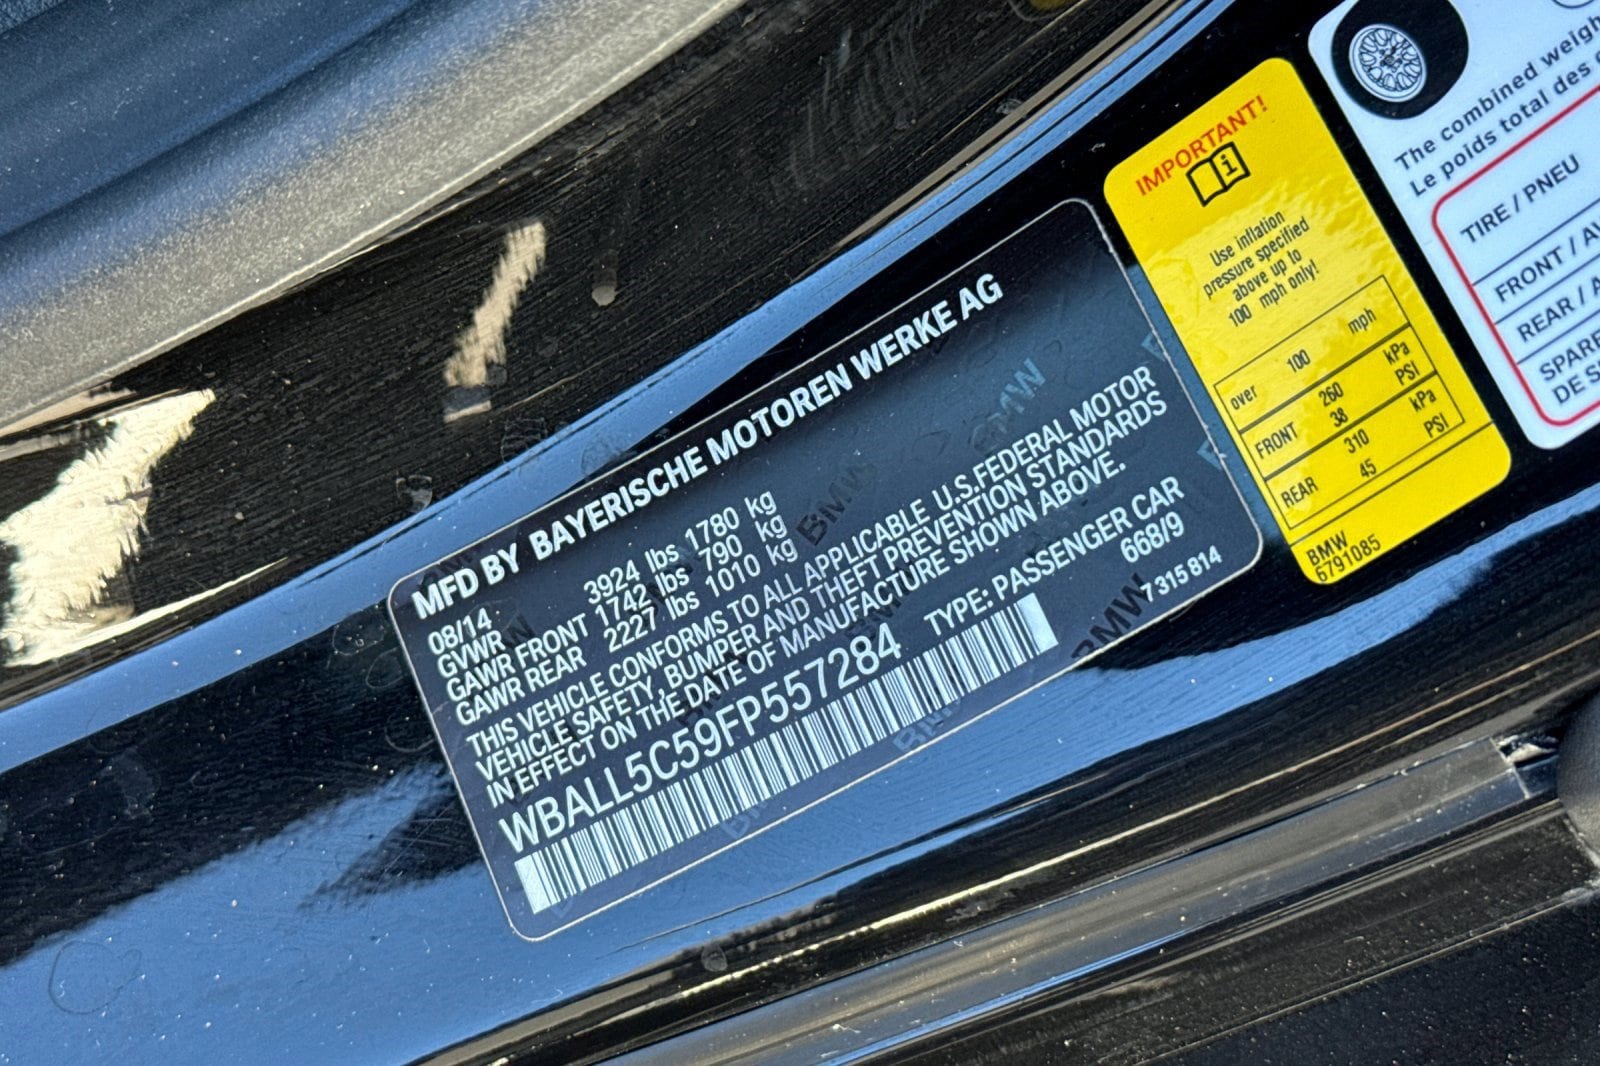 MFD BY BAYERISCHE MOTOREN WERKE AG
08/14
GVWR 3924 lbs 1780 kg
GAWR FRONT 1742 lbs 790 kg
GAWR REAR 2227 lbs 1010 kg
THIS VEHICLE CONFORMS TO ALL APPLICABLE U.S.FEDERAL MOTOR
VEHICLE SAFETY, BUMPER AND THEFT PREVENTION STANDARDS
IN EFFECT ON THE DATE OF MANUFACTURE SHOWN ABOVE.
WBALL5C59FP557284 TYPE: PASSENGER CAR
668/9
7 315 814
IMPORTANT!
i
Use inflation
pressure specified
above up to
100 mph only!
over 100 mph
FRONT 260 kPa
38 PSI
REAR 310 kPa
45 PSI
BMW
6791085
The combined
Le poids total des
TIRE / PNEU
FRONT /
REAR /
SPARE
DE